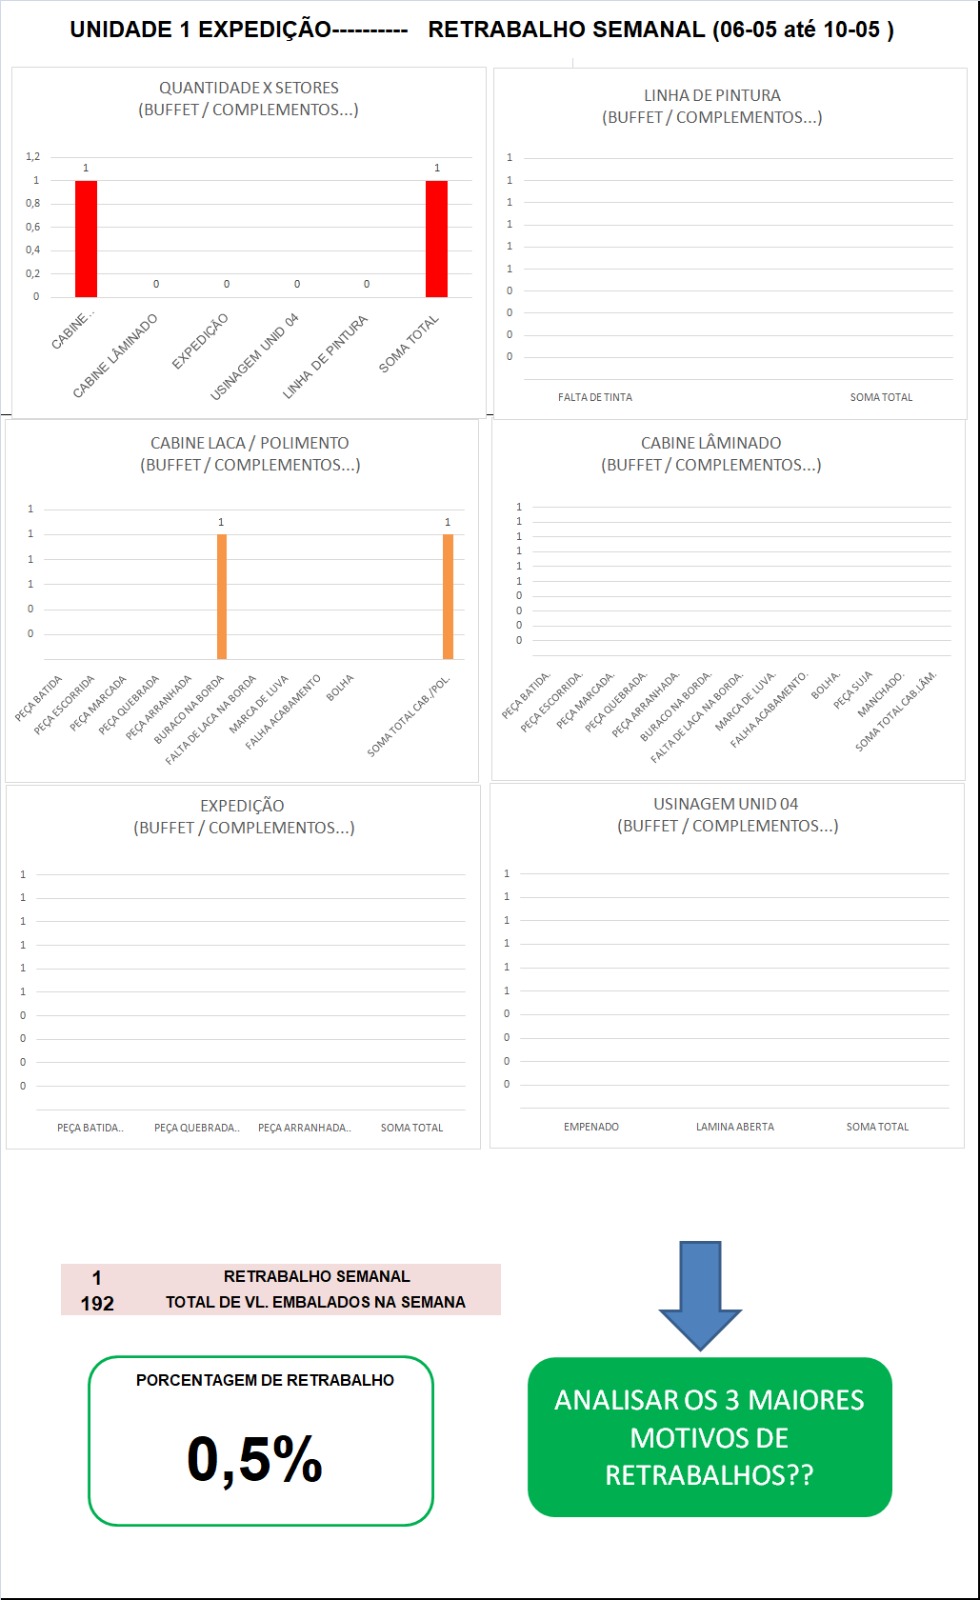 UNIDADE 1 EXPEDIÇÃO---------- RETRABALHO SEMANAL (06-05 até 10-05 )
QUANTIDADE X SETORES
(BUFFET / COMPLEMENTOS...)
1,2
1
0,8
0,6
0,4
0,2
0
1
0
0
0
0
1
CABINE..
CABINE LÂMINADO
EXPEDIÇÃO
USINAGEM UNID 04
LINHA DE PINTURA
SOMA TOTAL
LINHA DE PINTURA
(BUFFET / COMPLEMENTOS...)
1
1
1
1
1
1
0
0
0
0
FALTA DE TINTA
SOMA TOTAL
CABINE LACA / POLIMENTO
(BUFFET / COMPLEMENTOS...)
1
1
1
1
0
0
1
1
PEÇA BATIDA
PEÇA ESCORRIDA
PEÇA MARCADA
PEÇA QUEBRADA
PEÇA ARRANHADA
BURACO NA BORDA
FALTA DE LACA NA BORDA
MARCA DE LUVA
FALHA ACABAMENTO
BOLHA
SOMA TOTAL CAB./POL.
CABINE LÂMINADO
(BUFFET / COMPLEMENTOS...)
1
1
1
1
1
1
0
0
0
0
PEÇA BATIDA.
PEÇA ESCORRIDA.
PEÇA MARCADA.
PEÇA QUEBRADA.
PEÇA ARRANHADA.
BURACO NA BORDA.
FALTA DE LACA NA BORDA.
MARCA DE LUVA.
FALHA ACABAMENTO.
BOLHA.
PEÇA SUJA
MANCHADO.
SOMA TOTAL CAB.LÂM.
EXPEDIÇÃO
(BUFFET / COMPLEMENTOS...)
1
1
1
1
1
1
0
0
0
0
PEÇA BATIDA..
PEÇA QUEBRADA..
PEÇA ARRANHADA..
SOMA TOTAL
USINAGEM UNID 04
(BUFFET / COMPLEMENTOS...)
1
1
1
1
1
1
0
0
0
0
EMPENADO
LAMINA ABERTA
SOMA TOTAL
1 RETRABALHO SEMANAL
192 TOTAL DE VL. EMBALADOS NA SEMANA
PORCENTAGEM DE RETRABALHO
0,5%
ANALISAR OS 3 MAIORES
MOTIVOS DE
RETRABALHOS??